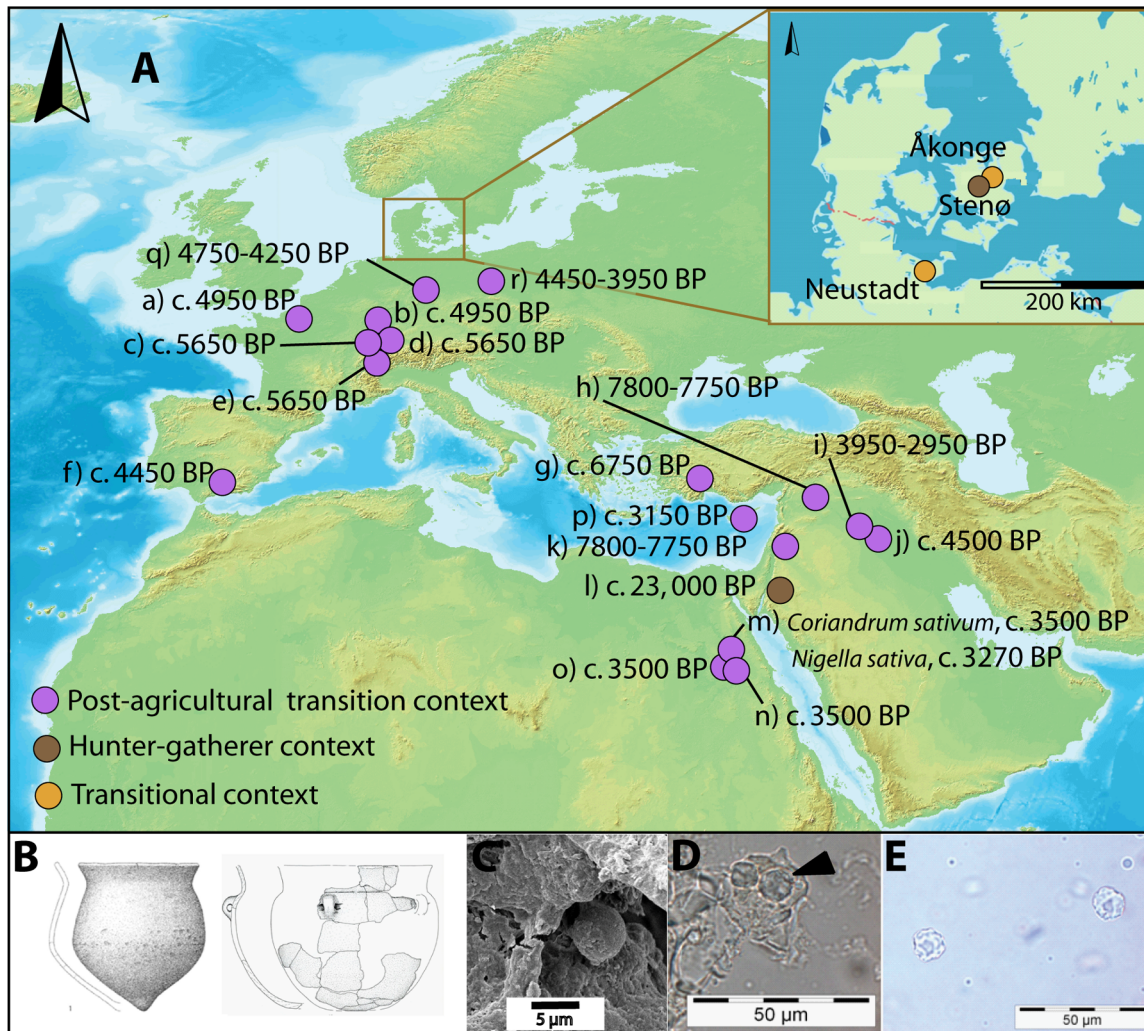 A
Åkonge
Stenø
Neustadt
200 km
q) 4750-4250 BP
r) 4450-3950 BP
a) c. 4950 BP
b) c. 4950 BP
c) c. 5650 BP
d) c. 5650 BP
e) c. 5650 BP
h) 7800-7750 BP
i) 3950-2950 BP
f) c. 4450 BP
g) c. 6750 BP
p) c. 3150 BP
j) c. 4500 BP
k) 7800-7750 BP
l) c. 23,000 BP
m) Coriandrum sativum, c. 3500 BP
Nigella sativa, c. 3270 BP
o) c. 3500 BP
n) c. 3500 BP
Post-agricultural transition context
Hunter-gatherer context
Transitional context
B
1
C
5 µm
D
50 µm
E
50 µm